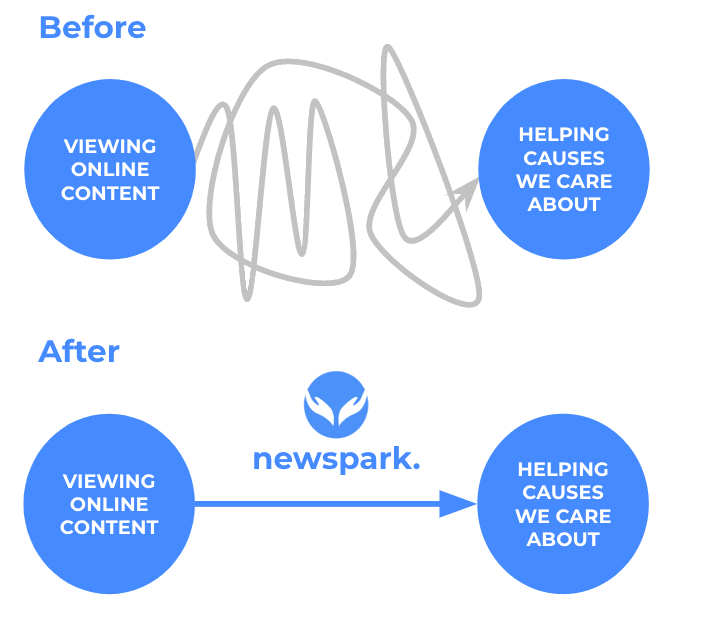 Before
VIEWING
ONLINE
CONTENT
HELPING
CAUSES
WE CARE
ABOUT
After
newspark.
VIEWING
ONLINE
CONTENT
HELPING
CAUSES
WE CARE
ABOUT